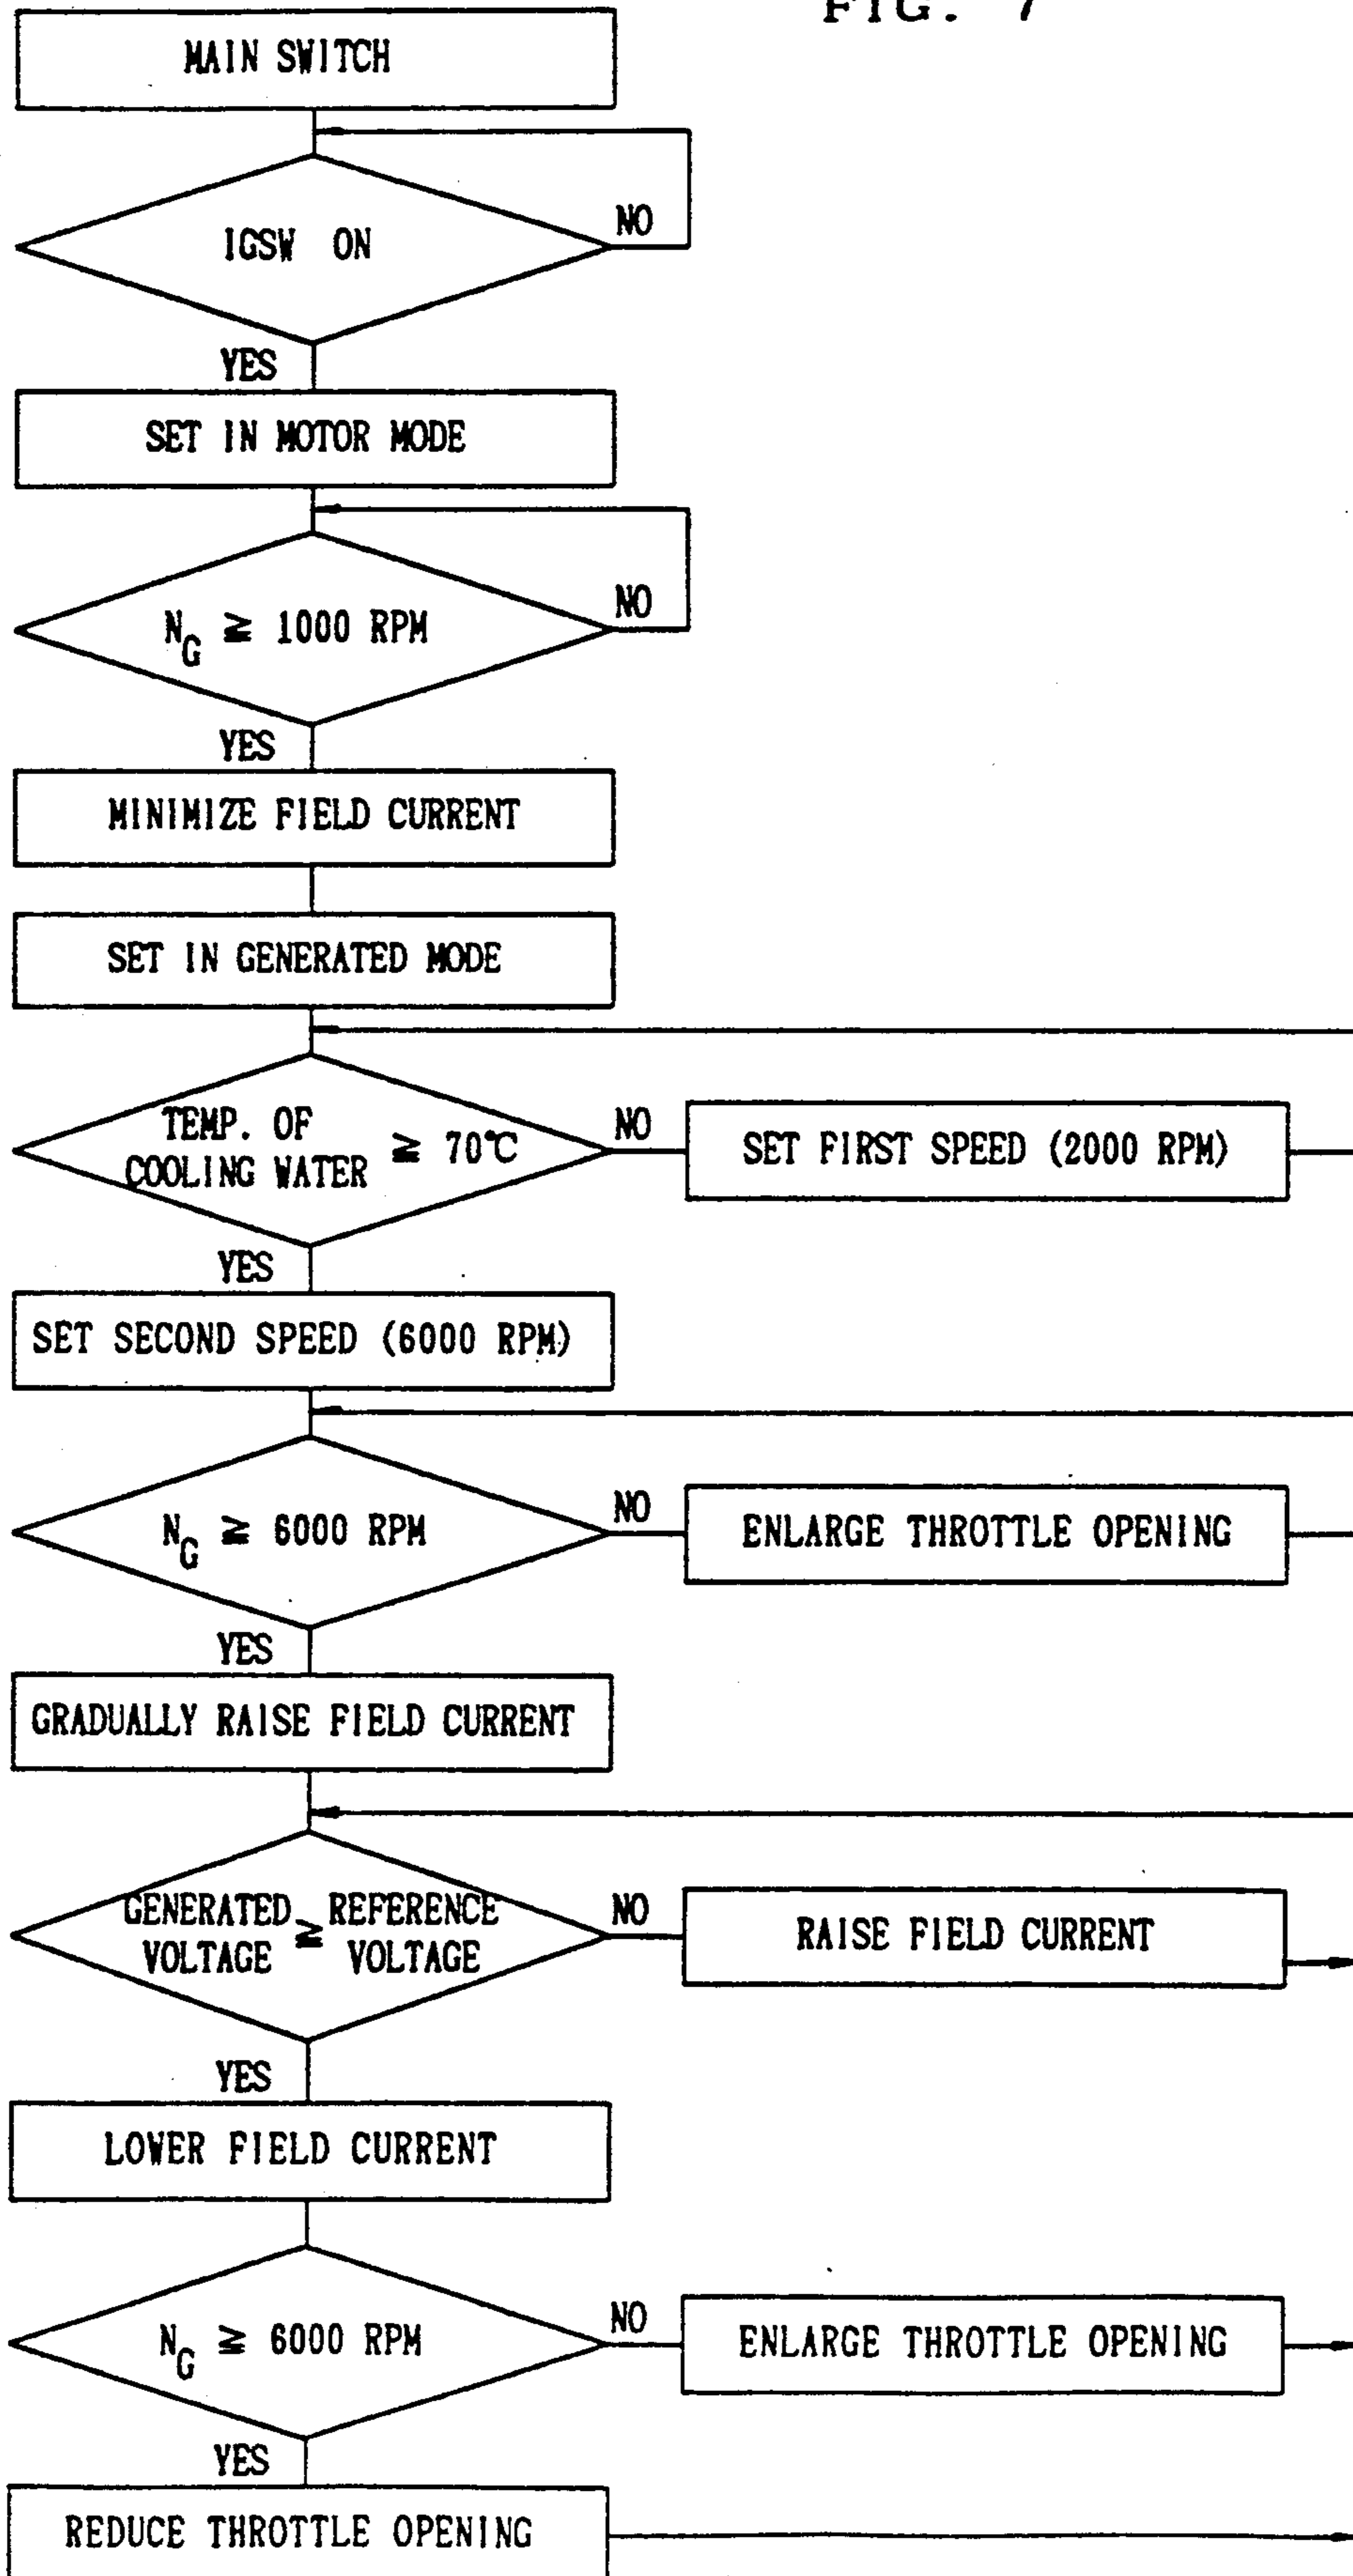 FIG. 7
MAIN SWITCH
IGSW ON
NO
YES
SET IN MOTOR MODE
NG ≧ 1000 RPM
NO
YES
MINIMIZE FIELD CURRENT
SET IN GENERATED MODE
TEMP. OF
COOLING WATER ≧ 70℃
NO
SET FIRST SPEED (2000 RPM)
YES
SET SECOND SPEED (6000 RPM)
NG ≧ 6000 RPM
NO
ENLARGE THROTTLE OPENING
YES
GRADUALLY RAISE FIELD CURRENT
GENERATED ≧ REFERENCE
VOLTAGE VOLTAGE
NO
RAISE FIELD CURRENT
YES
LOWER FIELD CURRENT
NG ≧ 6000 RPM
NO
ENLARGE THROTTLE OPENING
YES
REDUCE THROTTLE OPENING